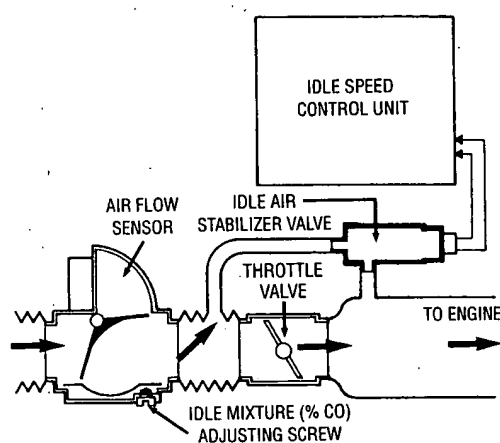 IDLE SPEED
CONTROL UNIT
IDLE AIR
STABILIZER VALVE
AIR FLOW
SENSOR
THROTTLE
VALVE
TO ENGINE
IDLE MIXTURE (% CO)
ADJUSTING SCREW